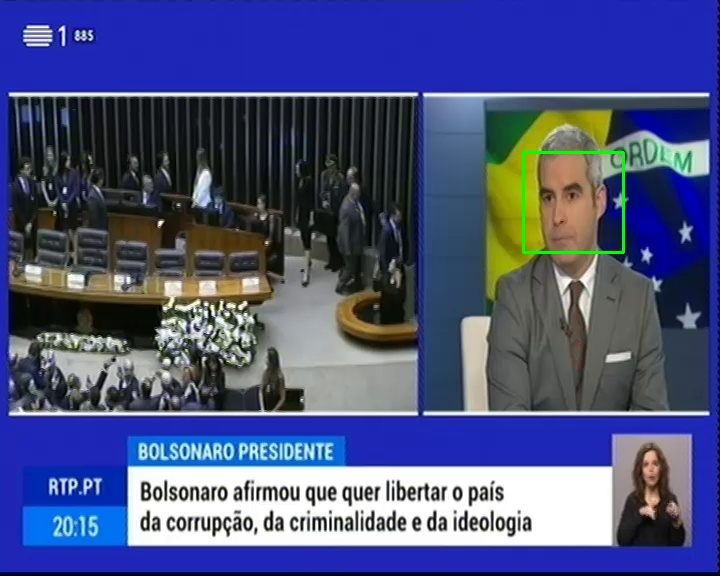 1 885
ORDEM
BOLSONARO PRESIDENTE
RTP.PT
Bolsonaro afirmou que quer libertar o país
20:15
da corrupção, da criminalidade e da ideologia